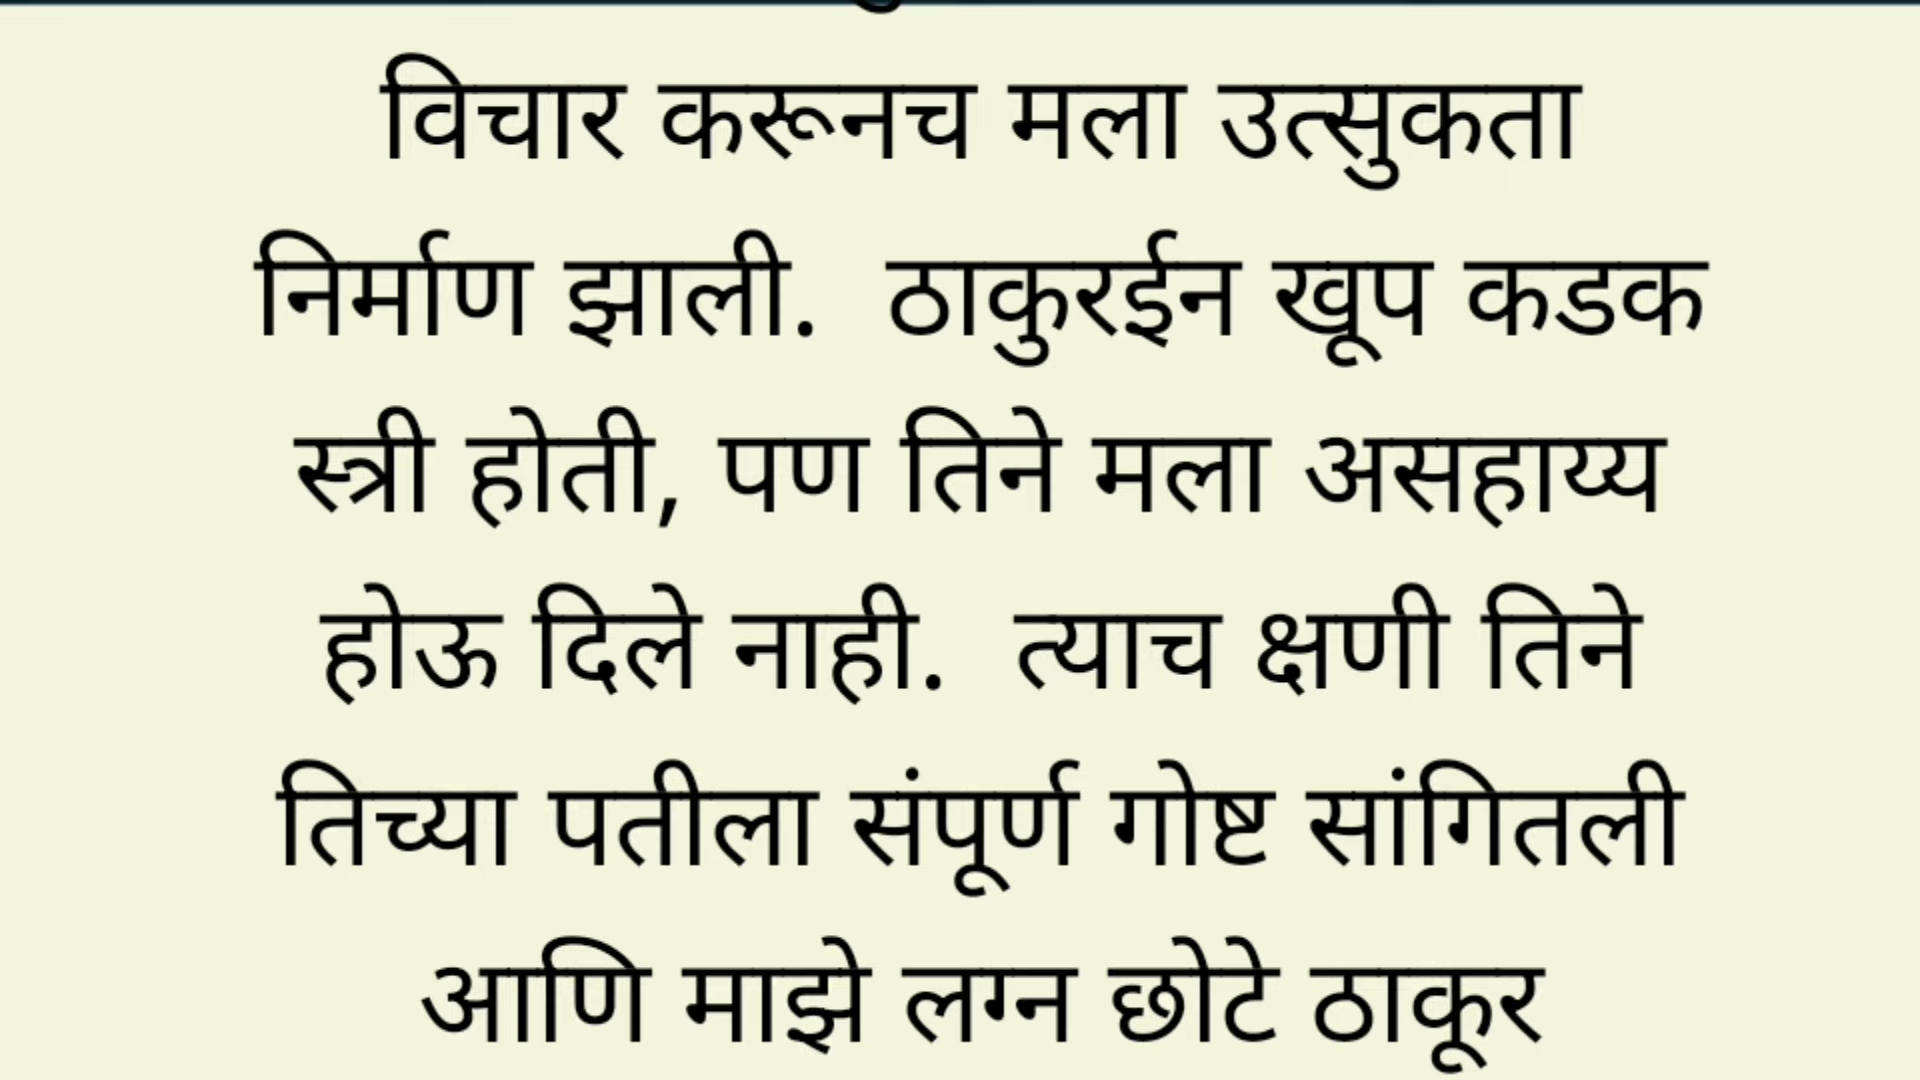 विचार करूनच मला उत्सुकता
निर्माण झाली. ठाकुरईन खूप कडक
स्त्री होती, पण तिने मला असहाय्य
होऊ दिले नाही. त्याच क्षणी तिने
तिच्या पतीला संपूर्ण गोष्ट सांगितली
आणि माझे लग्न छोटे ठाकूर